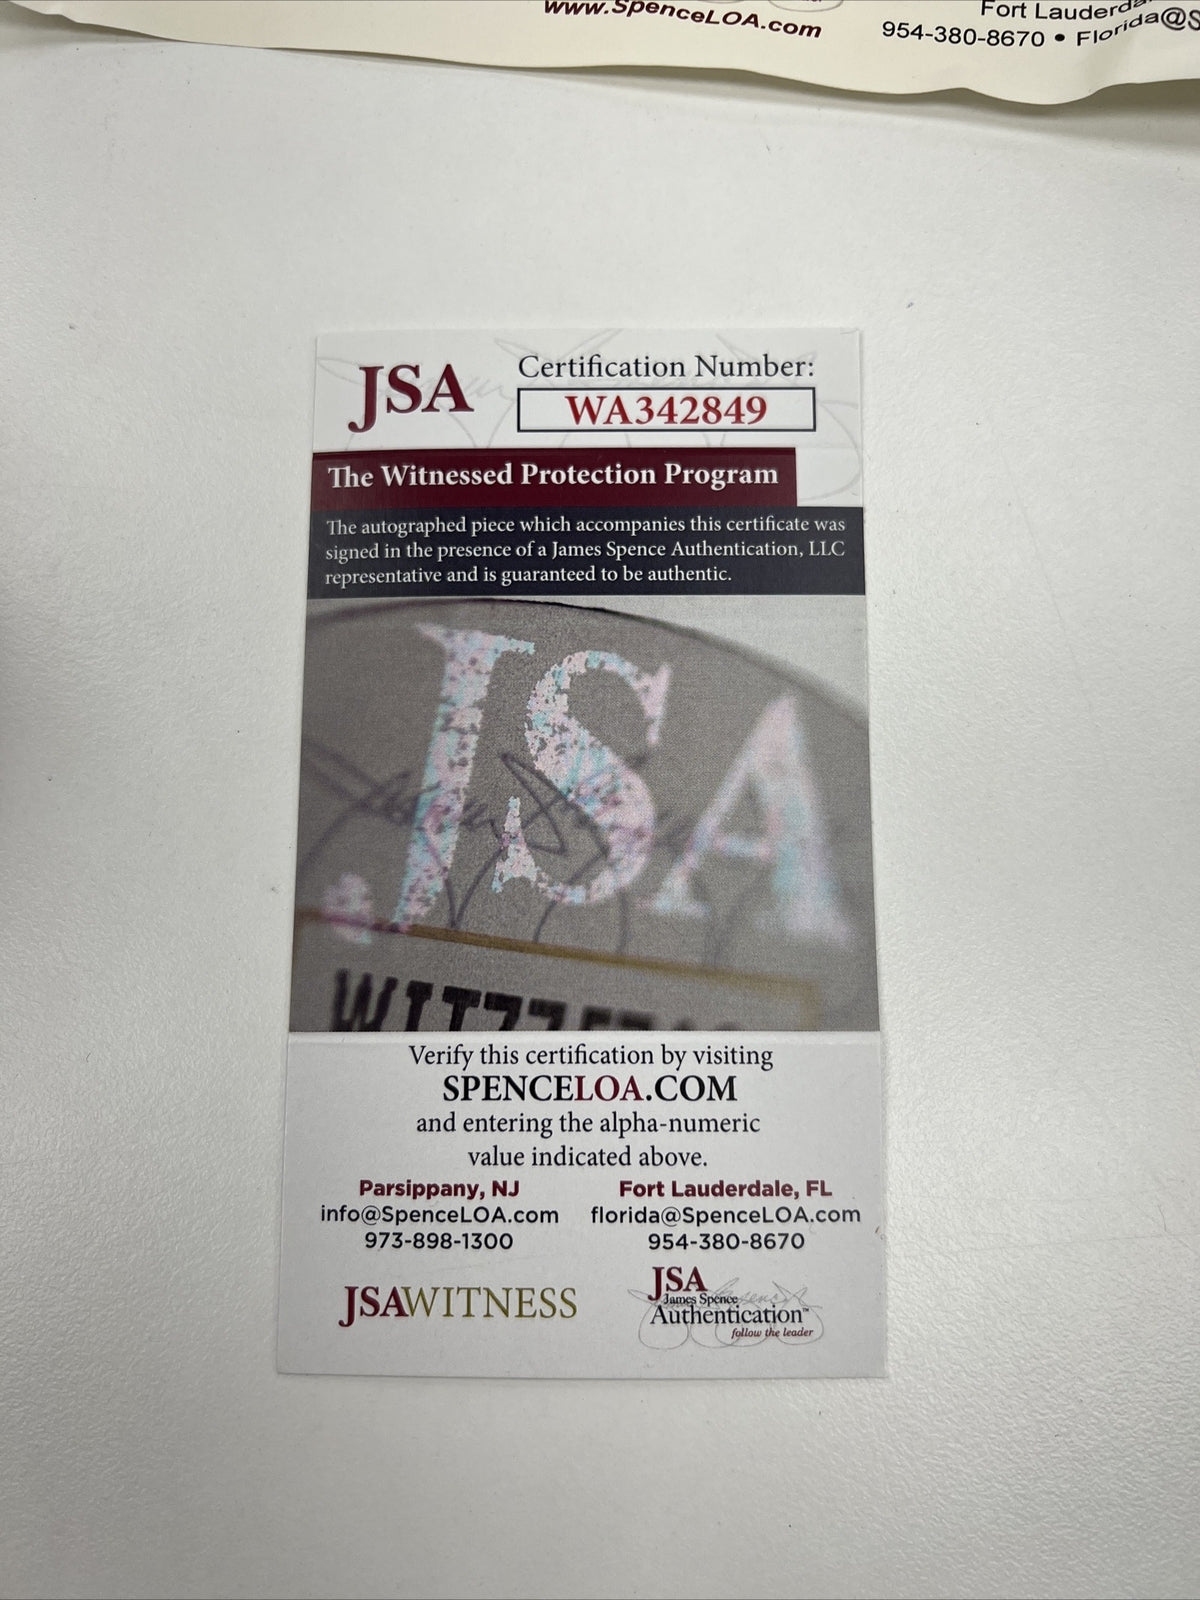 www.SpenceLOA.com
Fort Lauderda
954-380-8670 • Florida@S
JSA
Certification Number:
WA342849
The Witnessed Protection Program
The autographed piece which accompanies this certificate was
signed in the presence of a James Spence Authentication, LLC
representative and is guaranteed to be authentic.
JSA
Verify this certification by visiting
SPENCELOA.COM
and entering the alpha-numeric
value indicated above.
Parsippany, NJ
info@SpenceLOA.com
973-898-1300
Fort Lauderdale, FL
florida@SpenceLOA.com
954-380-8670
JSAWITNESS
JSA
James Spence
Authentication™
follow the leader